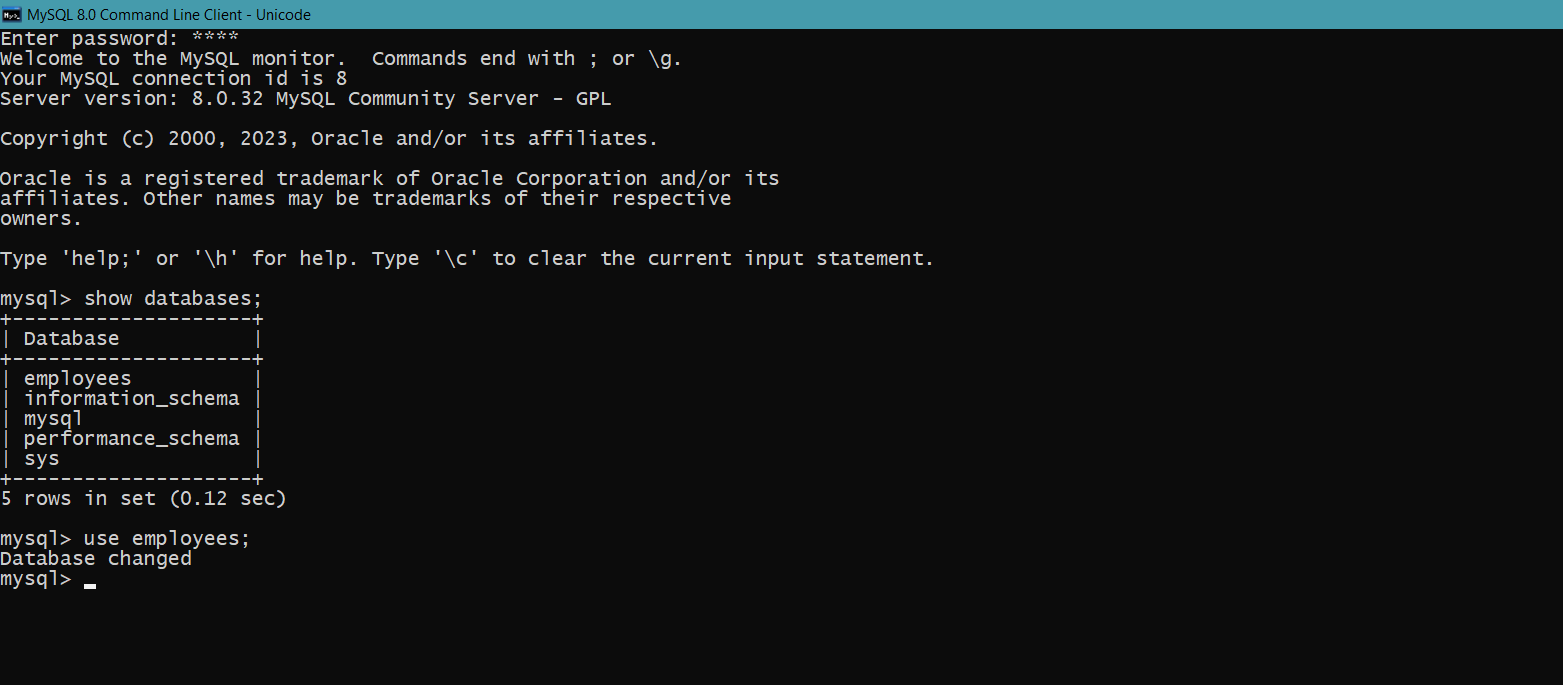 MySQL 8.0 Command Line Client - Unicode
Enter password: ****
Welcome to the MySQL monitor.  Commands end with ; or \g.
Your MySQL connection id is 8
Server version: 8.0.32 MySQL Community Server - GPL
Copyright (c) 2000, 2023, Oracle and/or its affiliates.
Oracle is a registered trademark of Oracle Corporation and/or its
affiliates. Other names may be trademarks of their respective
owners.
Type 'help;' or '\h' for help. Type '\c' to clear the current input statement.
mysql> show databases;
+--------------------+
| Database           |
+--------------------+
| employees          |
| information_schema |
| mysql              |
| performance_schema |
| sys                |
+--------------------+
5 rows in set (0.12 sec)
mysql> use employees;
Database changed
mysql> _